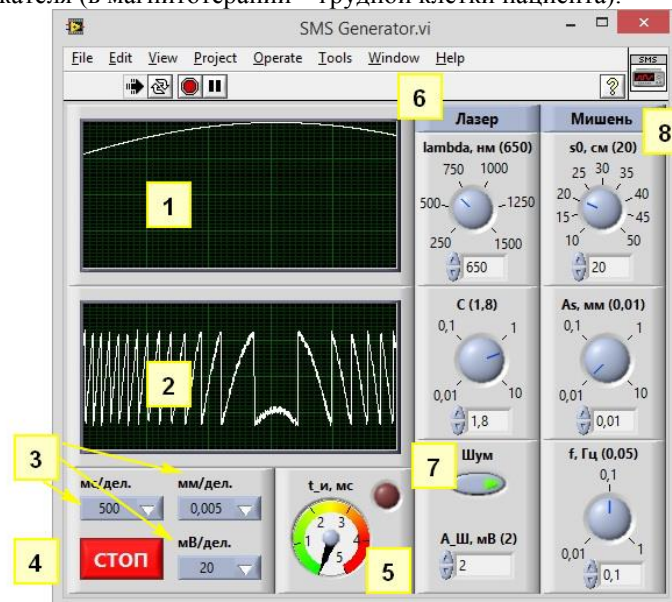 кателя (в магнитотерапии – грудной клетки пациента).
SMS Generator.vi
File Edit View Project Operate Tools Window Help
SMS
6
Лазер
Мишень
8
lambda, нм (650)
750 1000
500 1250
250 1500
650
s0, см (20)
25 30 35
20 40
15 45
10 50
20
1
C (1,8)
0,1 1
0,01 10
1,8
As, мм (0,01)
0,1 1
0,01 10
0,01
2
3
мс/дел.
500
мм/дел.
0,005
мВ/дел.
20
4
СТОП
t_и, мс
1 2 3 4 5
5
7
Шум
А_Ш, мВ (2)
2
f, Гц (0,05)
0,1
0,01 1
0,1